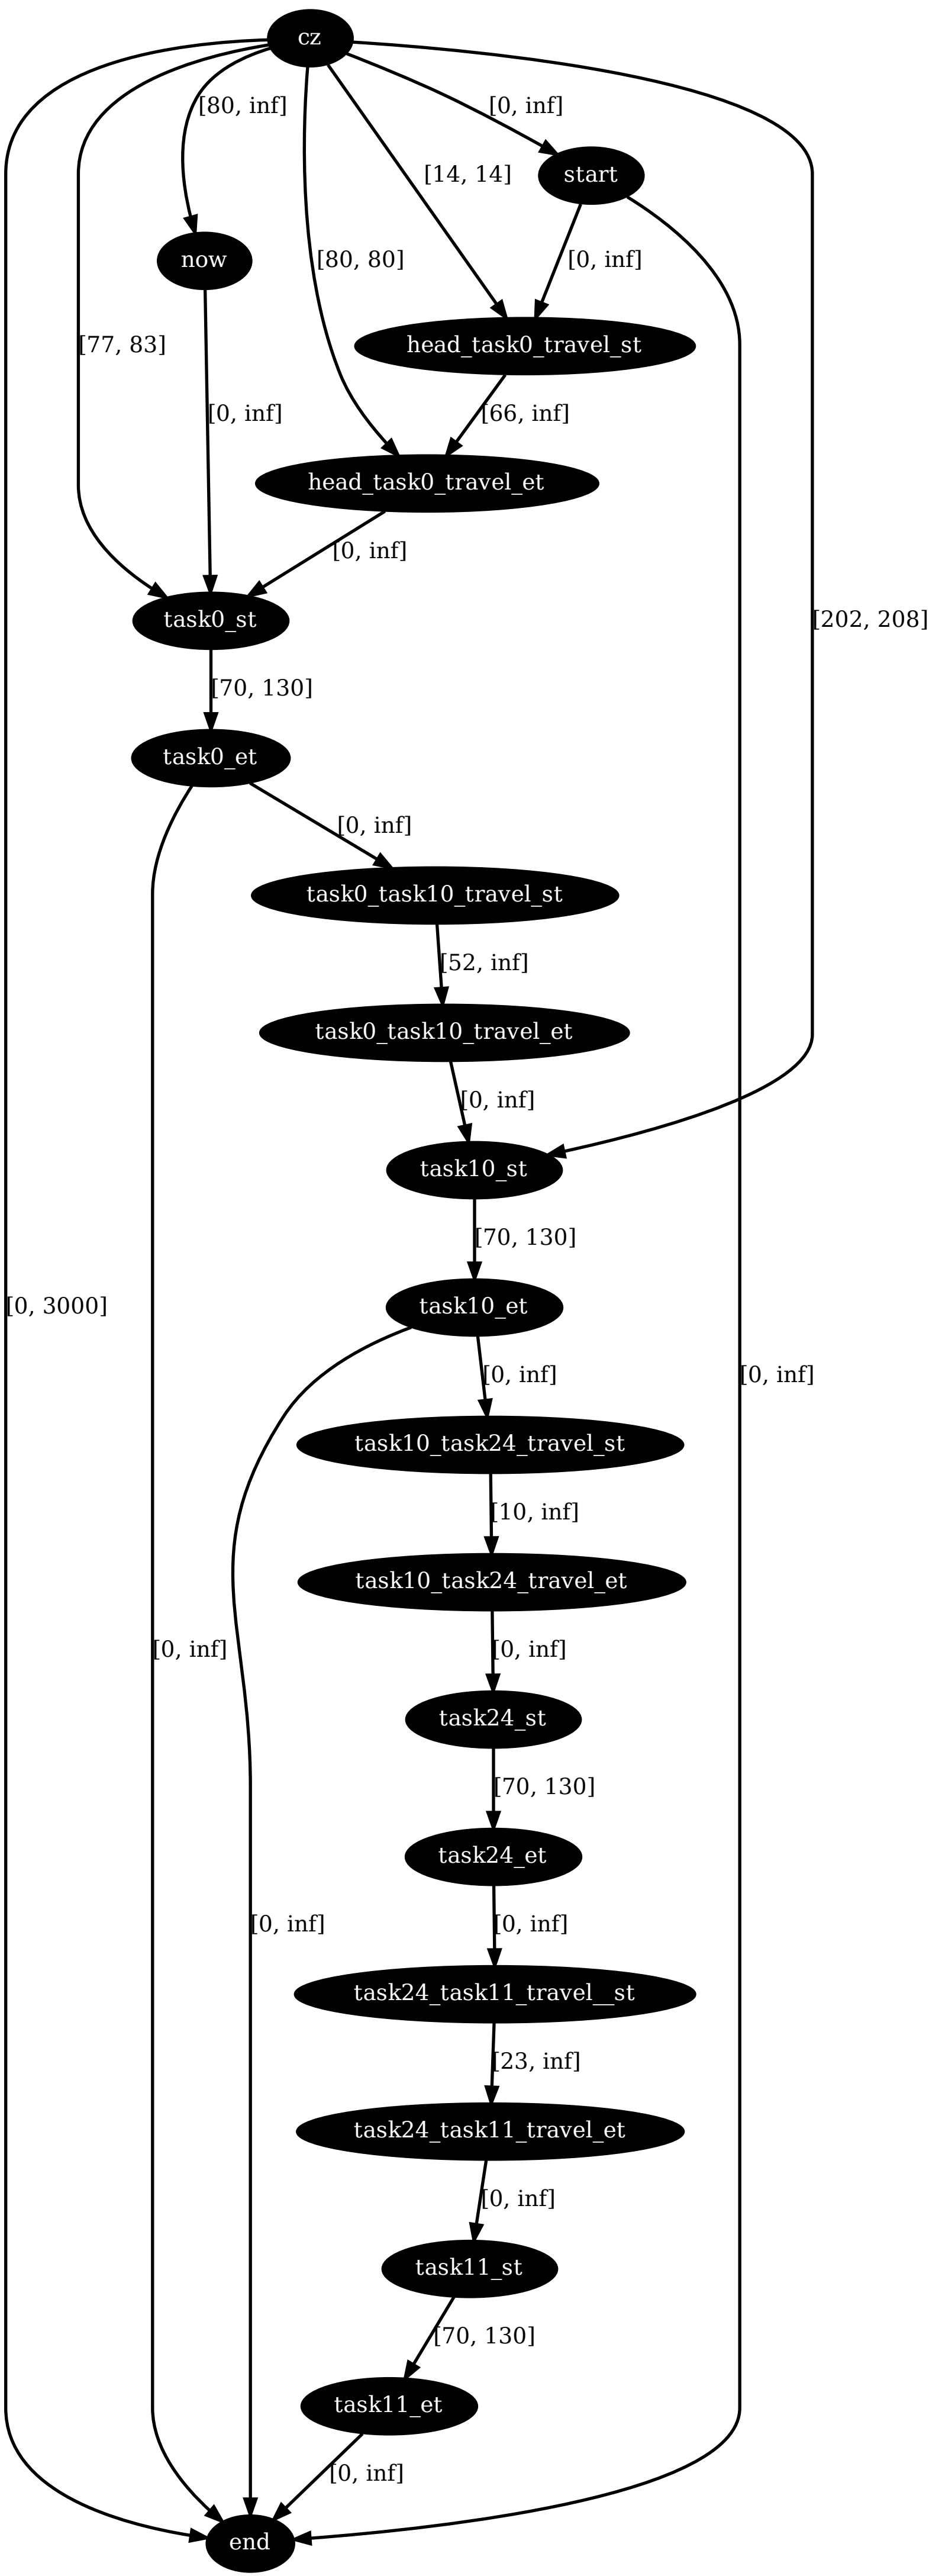 cz
[80, inf]
[0, inf]
[14, 14]
start
now
[80, 80]
[0, inf]
[77, 83]
head_task0_travel_st
[0, inf]
[66, inf]
head_task0_travel_et
[0, inf]
task0_st
[202, 208]
[70, 130]
task0_et
[0, inf]
task0_task10_travel_st
[52, inf]
task0_task10_travel_et
[0, inf]
task10_st
[70, 130]
[0, 3000]
task10_et
[0, inf]
[0, inf]
task10_task24_travel_st
[10, inf]
task10_task24_travel_et
[0, inf]
[0, inf]
task24_st
[70, 130]
task24_et
[0, inf]
[0, inf]
task24_task11_travel__st
[23, inf]
task24_task11_travel_et
[0, inf]
task11_st
[70, 130]
task11_et
[0, inf]
end